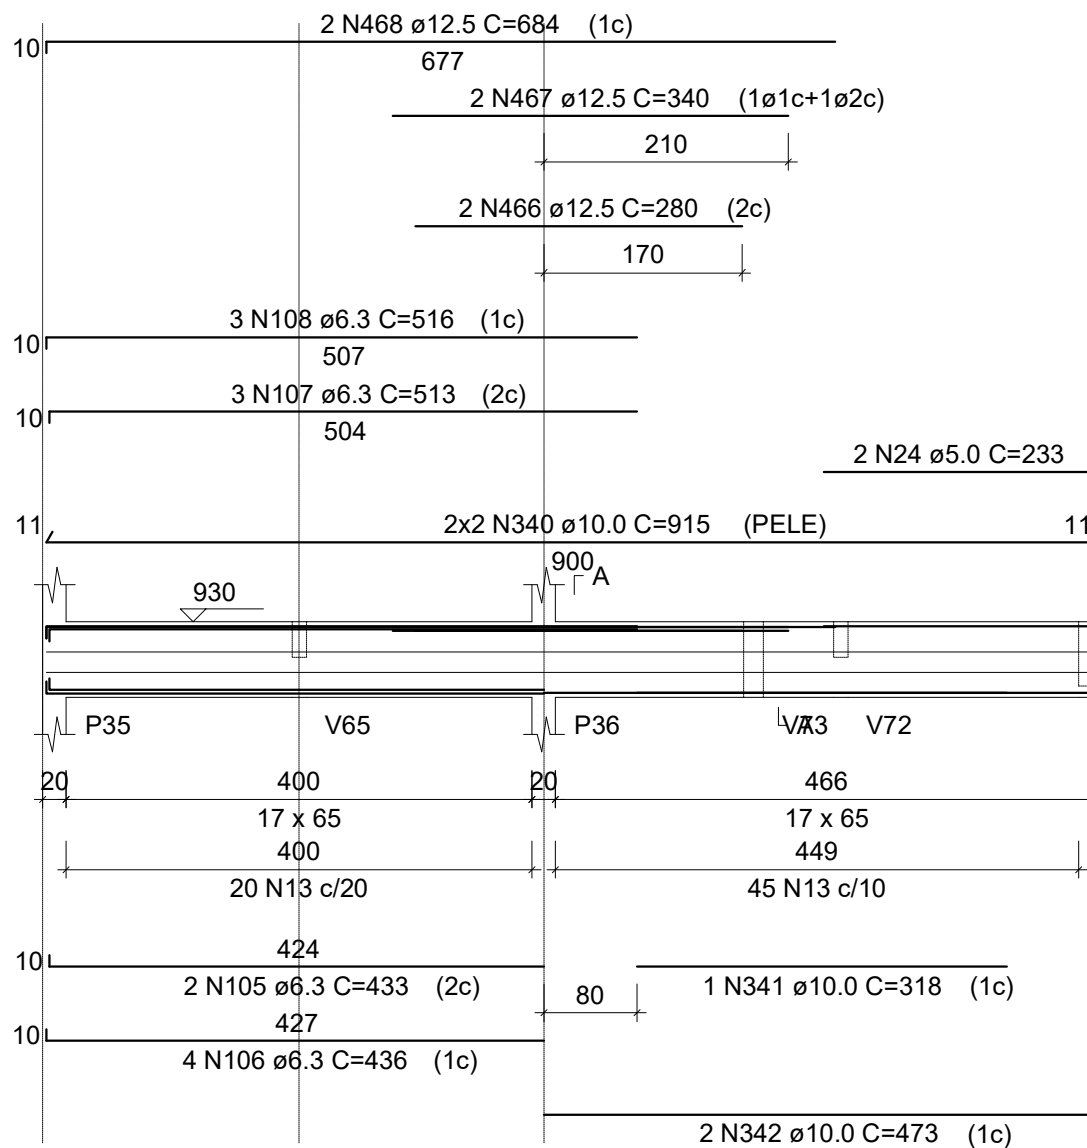 2 N468 ø12.5 C=684 (1c)
10
677
2 N467 ø12.5 C=340 (1ø1c+1ø2c)
210
2 N466 ø12.5 C=280 (2c)
170
3 N108 ø6.3 C=516 (1c)
10
507
3 N107 ø6.3 C=513 (2c)
10
504
2 N24 ø5.0 C=233
11 2x2 N340 ø10.0 C=915 (PELE) 11
900
A
930
P35 V65 P36 V73 A V72
20 400 20 466
17 x 65 17 x 65
400 449
20 N13 c/20 45 N13 c/10
10 424
2 N105 ø6.3 C=433 (2c) 80 1 N341 ø10.0 C=318 (1c)
10 427
4 N106 ø6.3 C=436 (1c)
2 N342 ø10.0 C=473 (1c)